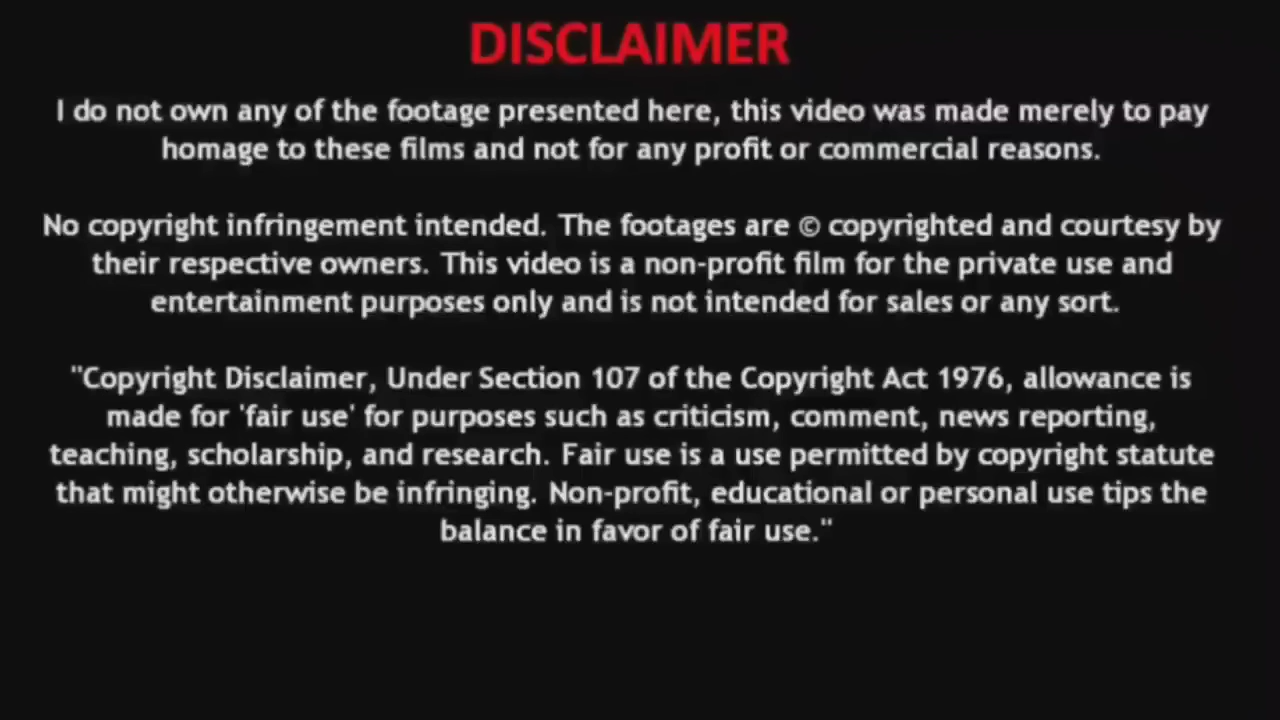 DISCLAIMER
I do not own any of the footage presented here, this video was made merely to pay
homage to these films and not for any profit or commercial reasons.
No copyright infringement intended. The footages are © copyrighted and courtesy by
their respective owners. This video is a non-profit film for the private use and
entertainment purposes only and is not intended for sales or any sort.
"Copyright Disclaimer, Under Section 107 of the Copyright Act 1976, allowance is
made for 'fair use' for purposes such as criticism, comment, news reporting,
teaching, scholarship, and research. Fair use is a use permitted by copyright statute
that might otherwise be infringing. Non-profit, educational or personal use tips the
balance in favor of fair use."